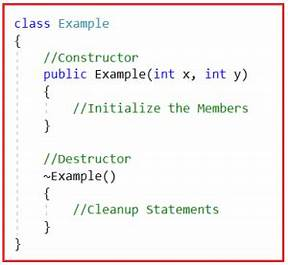 class Example
{
//Constructor
public Example(int x, int y)
{
//Initialize the Members
}
//Destructor
~Example()
{
//Cleanup Statements
}
}